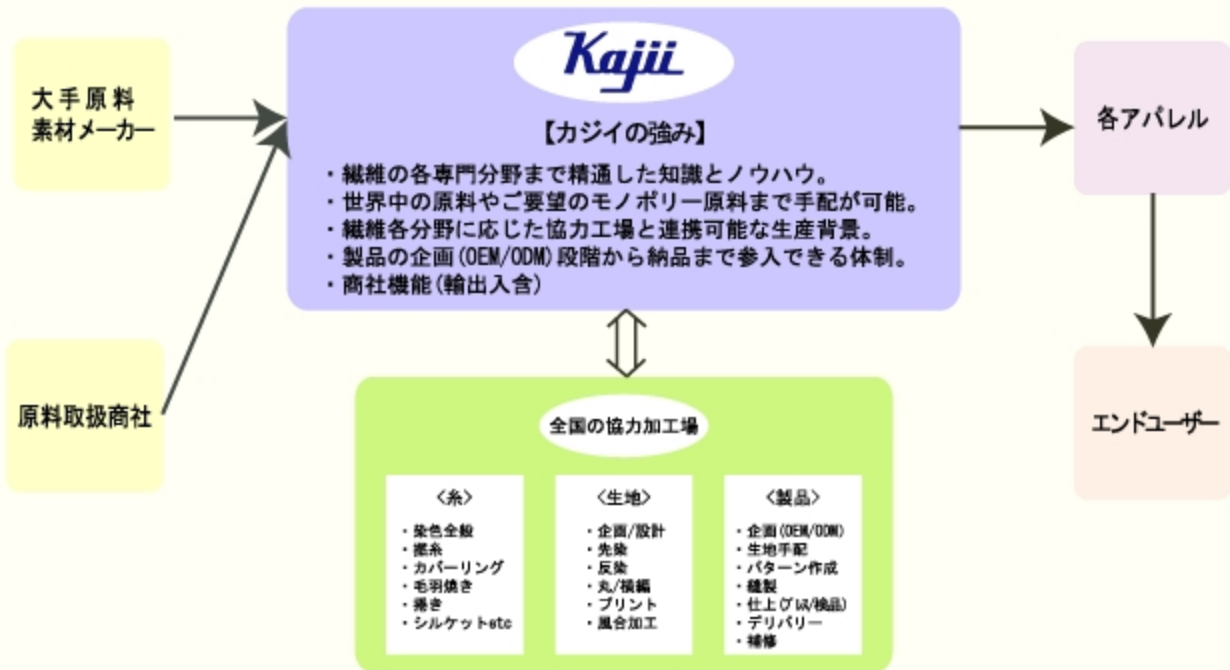 大手原料
素材メーカー
原料取扱商社
Kajii
【カジイの強み】
・繊維の各専門分野まで精通した知識とノウハウ。
・世界中の原料やご要望のモノポリー原料まで手配が可能。
・繊維各分野に応じた協力工場と連携可能な生産背景。
・製品の企画(OEM/ODM)段階から納品まで参入できる体制。
・商社機能(輸出入含)
各アパレル
エンドユーザー
全国の協力加工場
〈糸〉
・染色全般
・撚糸
・カバーリング
・毛羽焼き
・捲き
・シルケットetc
〈生地〉
・企画/設計
・先染
・反染
・丸/横編
・プリント
・風合加工
〈製品〉
・企画(OEM/ODM)
・生地手配
・パターン作成
・縫製
・仕上(プレス/検品)
・デリバリー
・補修